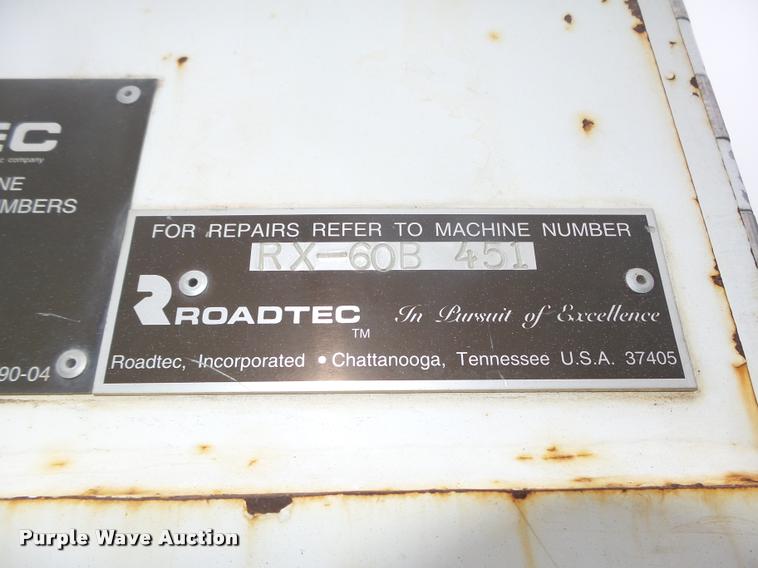 EC
company
NE
MBERS
90-04
FOR REPAIRS REFER TO MACHINE NUMBER
RX-60B 451
ROADTEC TM In Pursuit of Excellence
Roadtec, Incorporated • Chattanooga, Tennessee U.S.A. 37405
Purple Wave Auction